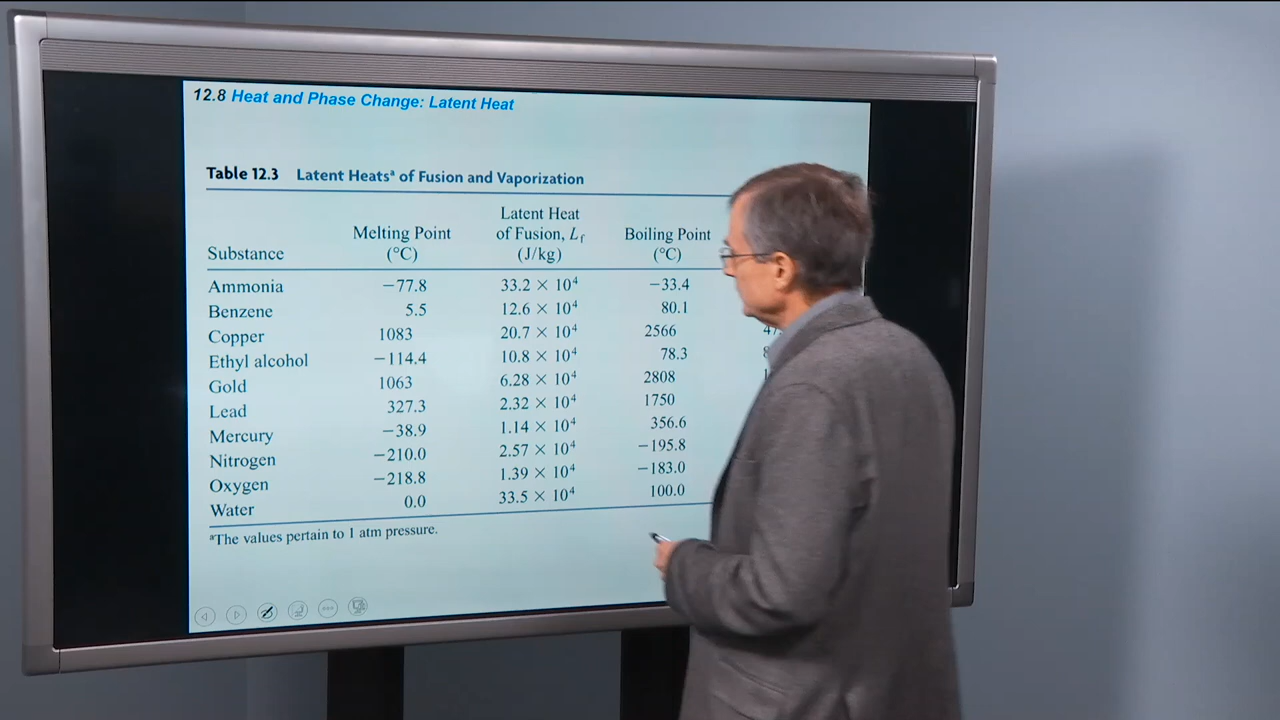 12.8 Heat and Phase Change: Latent Heat
Table 12.3 Latent Heatsᵃ of Fusion and Vaporization
Substance Melting Point (°C) Latent Heat of Fusion, Lf (J/kg) Boiling Point (°C)
Ammonia −77.8 33.2 × 10⁴ −33.4
Benzene 5.5 12.6 × 10⁴ 80.1
Copper 1083 20.7 × 10⁴ 2566
Ethyl alcohol −114.4 10.8 × 10⁴ 78.3
Gold 1063 6.28 × 10⁴ 2808
Lead 327.3 2.32 × 10⁴ 1750
Mercury −38.9 1.14 × 10⁴ 356.6
Nitrogen −210.0 2.57 × 10⁴ −195.8
Oxygen −218.8 1.39 × 10⁴ −183.0
Water 0.0 33.5 × 10⁴ 100.0
ᵃThe values pertain to 1 atm pressure.